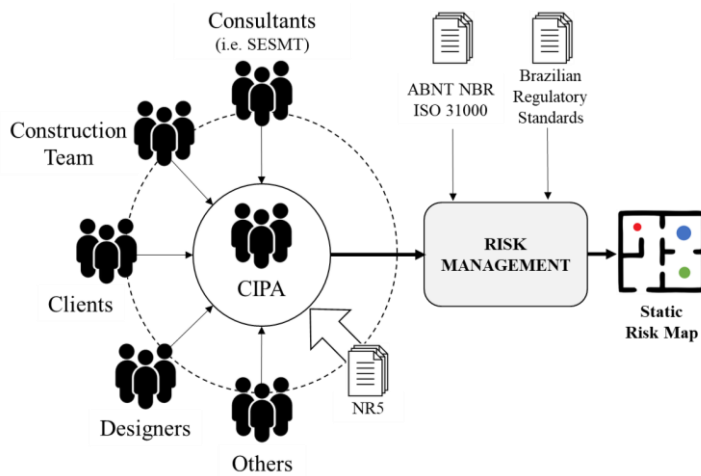 Consultants
(i.e. SESMT)
Construction
Team
Clients
Designers
Others
CIPA
NR5
ABNT NBR
ISO 31000
Brazilian
Regulatory
Standards
RISK
MANAGEMENT
Static
Risk Map